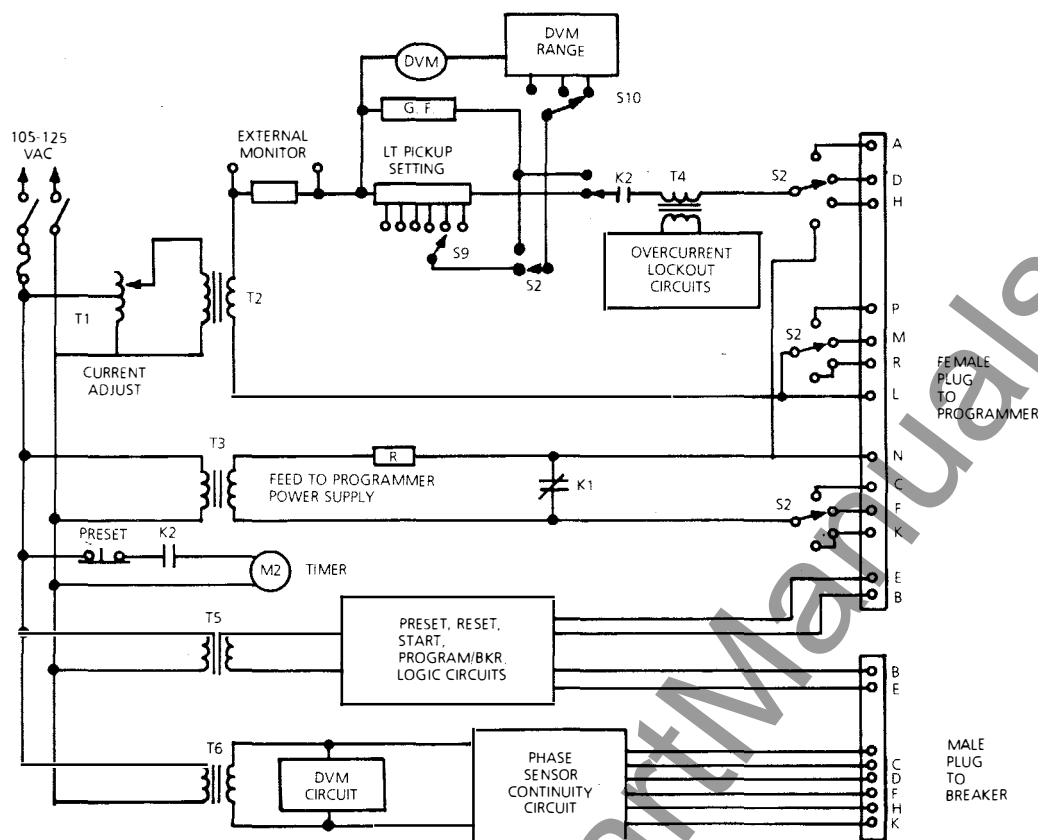 DVM
RANGE
DVM
S10
G. F.
105-125
VAC
EXTERNAL
MONITOR
LT PICKUP
SETTING
K2
T4
S2
A
D
H
S9
S2
OVERCURRENT
LOCKOUT
CIRCUITS
T2
T1
CURRENT
ADJUST
P
S2
M
R
L
FEMALE
PLUG
TO
PROGRAMMER
T3
R
N
FEED TO PROGRAMMER
POWER SUPPLY
K1
C
S2
F
K
PRESET
K2
M2
TIMER
E
B
T5
PRESET, RESET,
START,
PROGRAM/BKR.
LOGIC CIRCUITS
B
E
T6
DVM
CIRCUIT
PHASE
SENSOR
CONTINUITY
CIRCUIT
C
D
F
H
K
MALE
PLUG
TO
BREAKER
artManuals